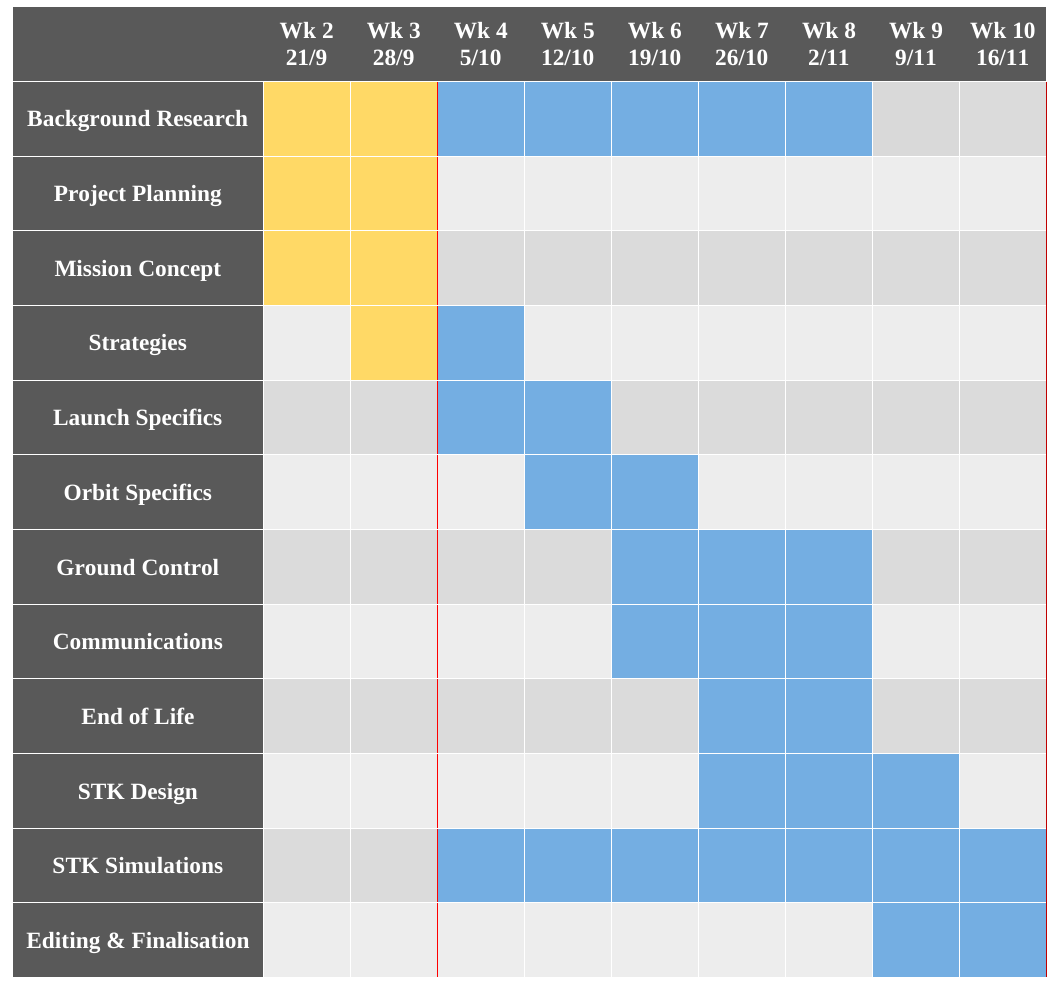 Wk 2 Wk 3 Wk 4 Wk 5 Wk 6 Wk 7 Wk 8 Wk 9 Wk 10
21/9 28/9 5/10 12/10 19/10 26/10 2/11 9/11 16/11
Background Research
Project Planning
Mission Concept
Strategies
Launch Specifics
Orbit Specifics
Ground Control
Communications
End of Life
STK Design
STK Simulations
Editing & Finalisation